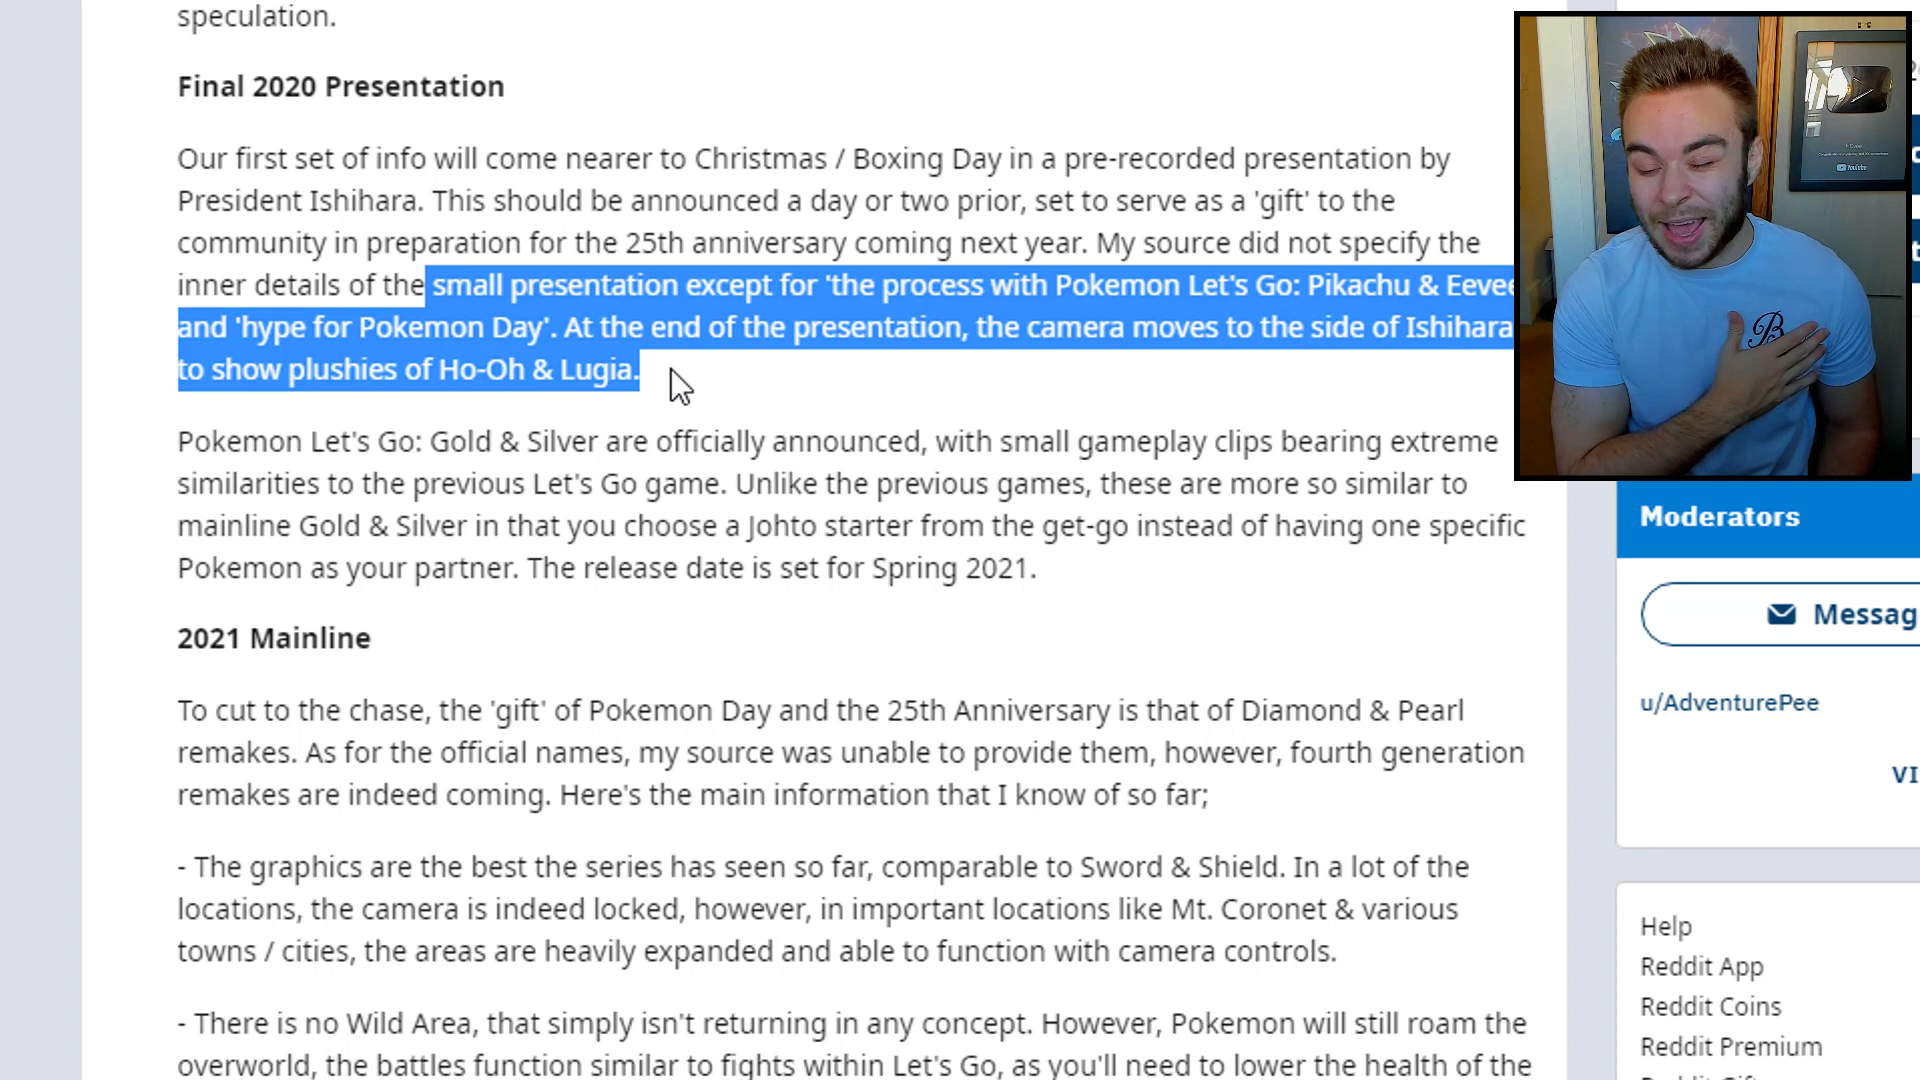 speculation.
Final 2020 Presentation
Our first set of info will come nearer to Christmas / Boxing Day in a pre-recorded presentation by
President Ishihara. This should be announced a day or two prior, set to serve as a 'gift' to the
community in preparation for the 25th anniversary coming next year. My source did not specify the
inner details of the small presentation except for 'the process with Pokemon Let's Go: Pikachu & Eevee
and 'hype for Pokemon Day'. At the end of the presentation, the camera moves to the side of Ishihara
to show plushies of Ho-Oh & Lugia.
Pokemon Let's Go: Gold & Silver are officially announced, with small gameplay clips bearing extreme
similarities to the previous Let's Go game. Unlike the previous games, these are more so similar to
mainline Gold & Silver in that you choose a Johto starter from the get-go instead of having one specific
Pokemon as your partner. The release date is set for Spring 2021.
2021 Mainline
To cut to the chase, the 'gift' of Pokemon Day and the 25th Anniversary is that of Diamond & Pearl
remakes. As for the official names, my source was unable to provide them, however, fourth generation
remakes are indeed coming. Here's the main information that I know of so far;
- The graphics are the best the series has seen so far, comparable to Sword & Shield. In a lot of the
locations, the camera is indeed locked, however, in important locations like Mt. Coronet & various
towns / cities, the areas are heavily expanded and able to function with camera controls.
- There is no Wild Area, that simply isn't returning in any concept. However, Pokemon will still roam the
overworld, the battles function similar to fights within Let's Go, as you'll need to lower the health of the
YouTube
B
Moderators
Messag
u/AdventurePee
VI
Help
Reddit App
Reddit Coins
Reddit Premium